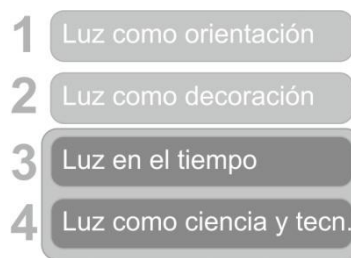 1 Luz como orientación
2 Luz como decoración
3 Luz en el tiempo
4 Luz como ciencia y tecn.